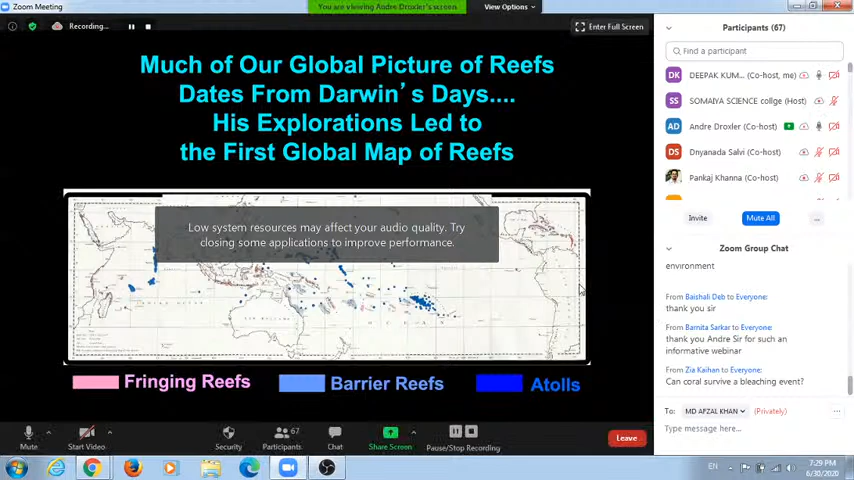 Zoom Meeting
You are viewing Andre Droxler's screen
View Options
Recording...
Enter Full Screen
Much of Our Global Picture of Reefs
Dates From Darwin's Days....
His Explorations Led to
the First Global Map of Reefs
Low system resources may affect your audio quality. Try
closing some applications to improve performance.
Fringing Reefs
Barrier Reefs
Atolls
Participants (67)
Find a participant
DK DEEPAK KUM... (Co-host, me)
SS SOMAIYA SCIENCE collge (Host)
AD Andre Droxler (Co-host)
DS Dnyanada Salvi (Co-host)
Pankaj Khanna (Co-host)
Invite
Mute All
...
Zoom Group Chat
environment
From Baishali Deb to Everyone:
thank you sir
From Barnita Sarkar to Everyone:
thank you Andre Sir for such an
informative webinar
From Zia Kaihan to Everyone:
Can coral survive a bleaching event?
To: MD AFZAL KHAN (Privately)
...
Type message here...
Mute
Start Video
Security
67
Participants
Chat
Share Screen
Pause/Stop Recording
Leave
EN
7:29 PM
6/30/2020